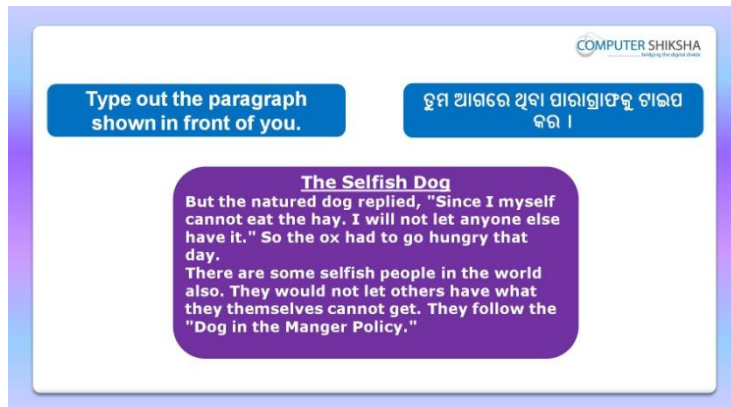 COMPUTER SHIKSHA
bridging the digital divide
Type out the paragraph
shown in front of you.
ତୁମ ଆଗରେ ଥିବା ପାରାଗ୍ରାଫକୁ ଟାଇପ
କର ।
The Selfish Dog
But the natured dog replied, "Since I myself
cannot eat the hay. I will not let anyone else
have it." So the ox had to go hungry that
day.
There are some selfish people in the world
also. They would not let others have what
they themselves cannot get. They follow the
"Dog in the Manger Policy."